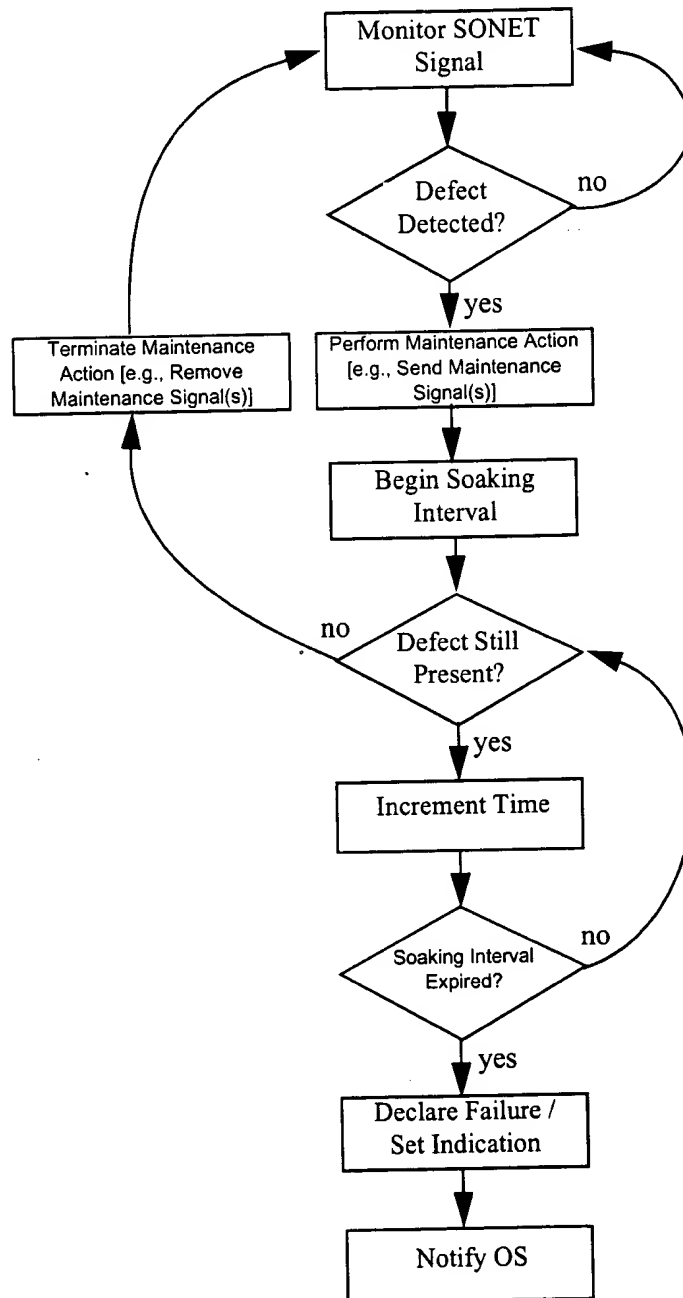 Monitor SONET
Signal
Defect
Detected?
no
yes
Terminate Maintenance
Action [e.g., Remove
Maintenance Signal(s)]
Perform Maintenance Action
[e.g., Send Maintenance
Signal(s)]
Begin Soaking
Interval
no
Defect Still
Present?
yes
Increment Time
no
Soaking Interval
Expired?
yes
Declare Failure /
Set Indication
Notify OS